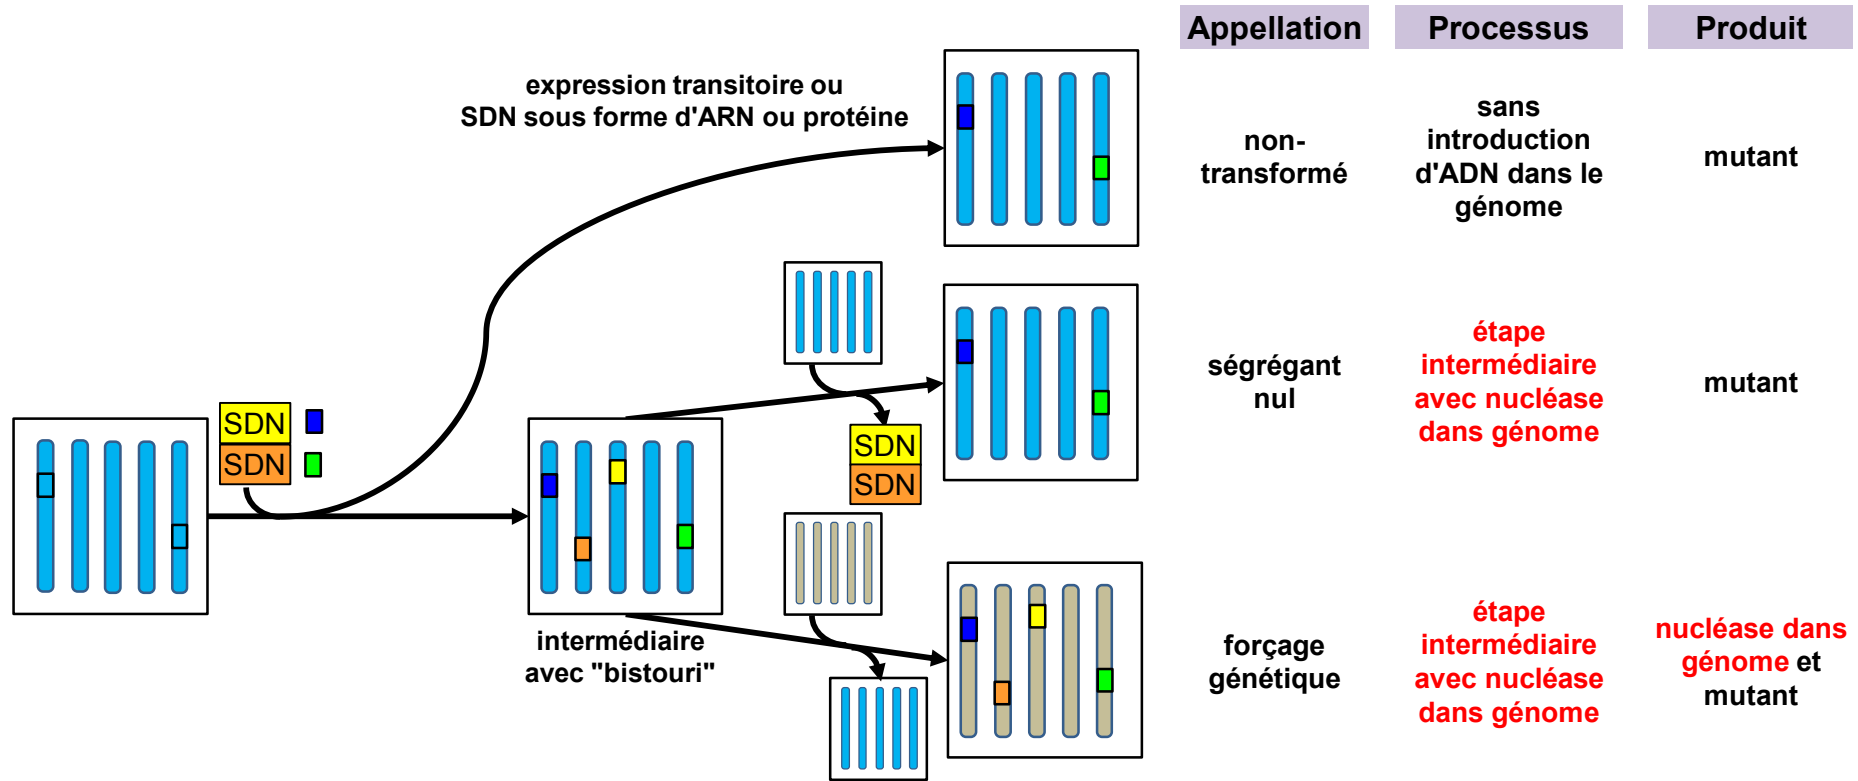 Appellation
Processus
Produit
expression transitoire ou
SDN sous forme d'ARN ou protéine
non-
transformé
sans
introduction
d'ADN dans le
génome
mutant
SDN
SDN
SDN
SDN
ségrégant
nul
étape
intermédiaire
avec nucléase
dans génome
mutant
intermédiaire
avec "bistouri"
forçage
génétique
étape
intermédiaire
avec nucléase
dans génome
nucléase dans
génome et
mutant